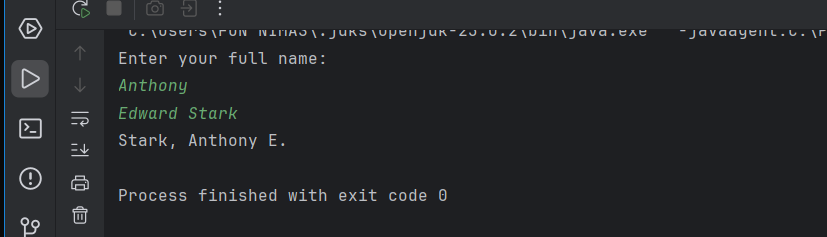 Enter your full name:
Anthony
Edward Stark
Stark, Anthony E.
Process finished with exit code 0